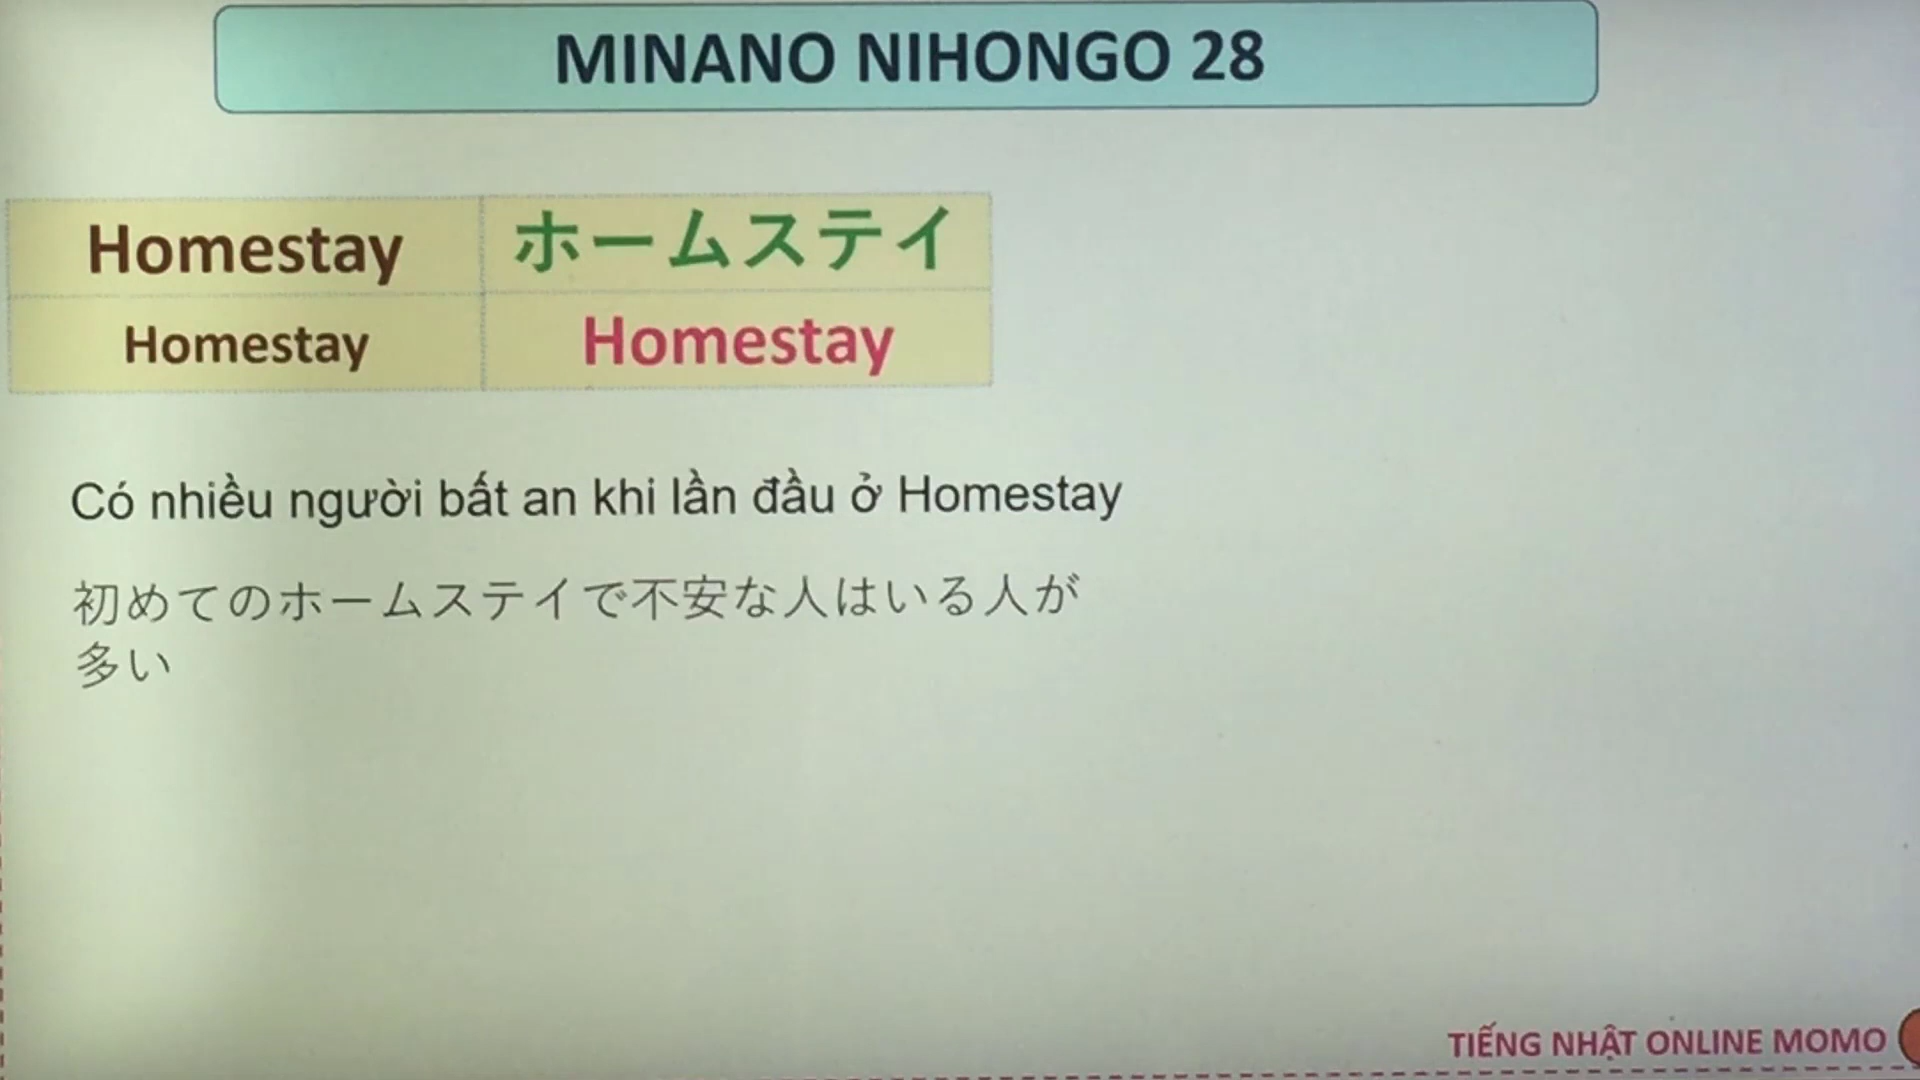 MINANO NIHONGO 28
Homestay ホームステイ
Homestay Homestay
Có nhiều người bất an khi lần đầu ở Homestay
初めてのホームステイで不安な人はいる人が
多い
TIẾNG NHẬT ONLINE MOMO